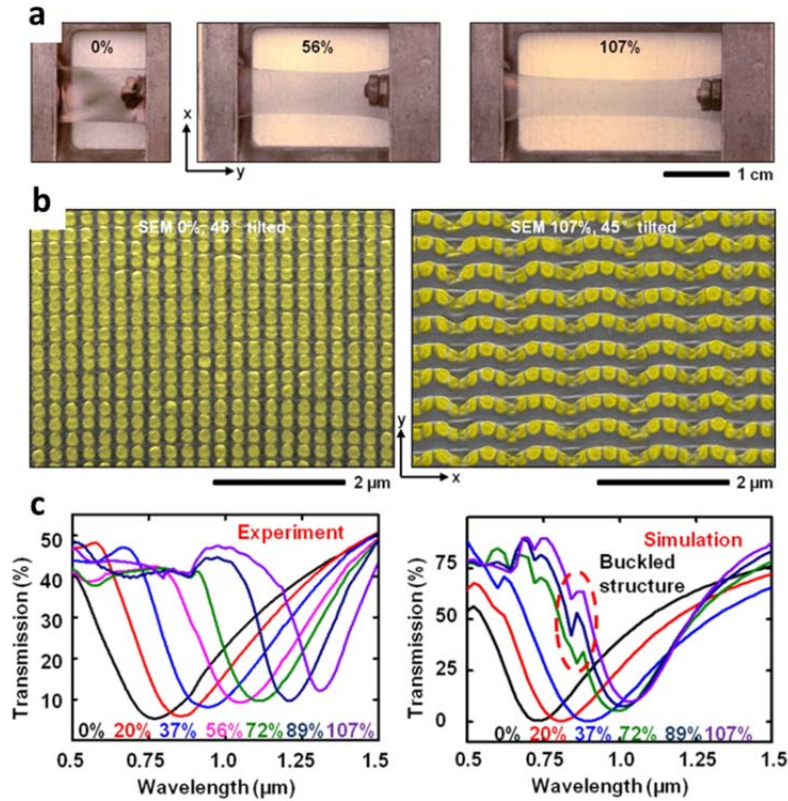 a
0%
56%
107%
x
y
1 cm
b
SEM 0%, 45° tilted
SEM 107%, 45° tilted
y
x
2 µm
2 µm
c
Experiment
Transmission (%)
50
40
30
20
10
0% 20% 37% 56% 72% 89% 107%
0.5 0.75 1.0 1.25 1.5
Wavelength (µm)
Simulation
Buckled
structure
Transmission (%)
75
50
25
0
0% 20% 37% 72% 89% 107%
0.5 0.75 1.0 1.25 1.5
Wavelength (µm)